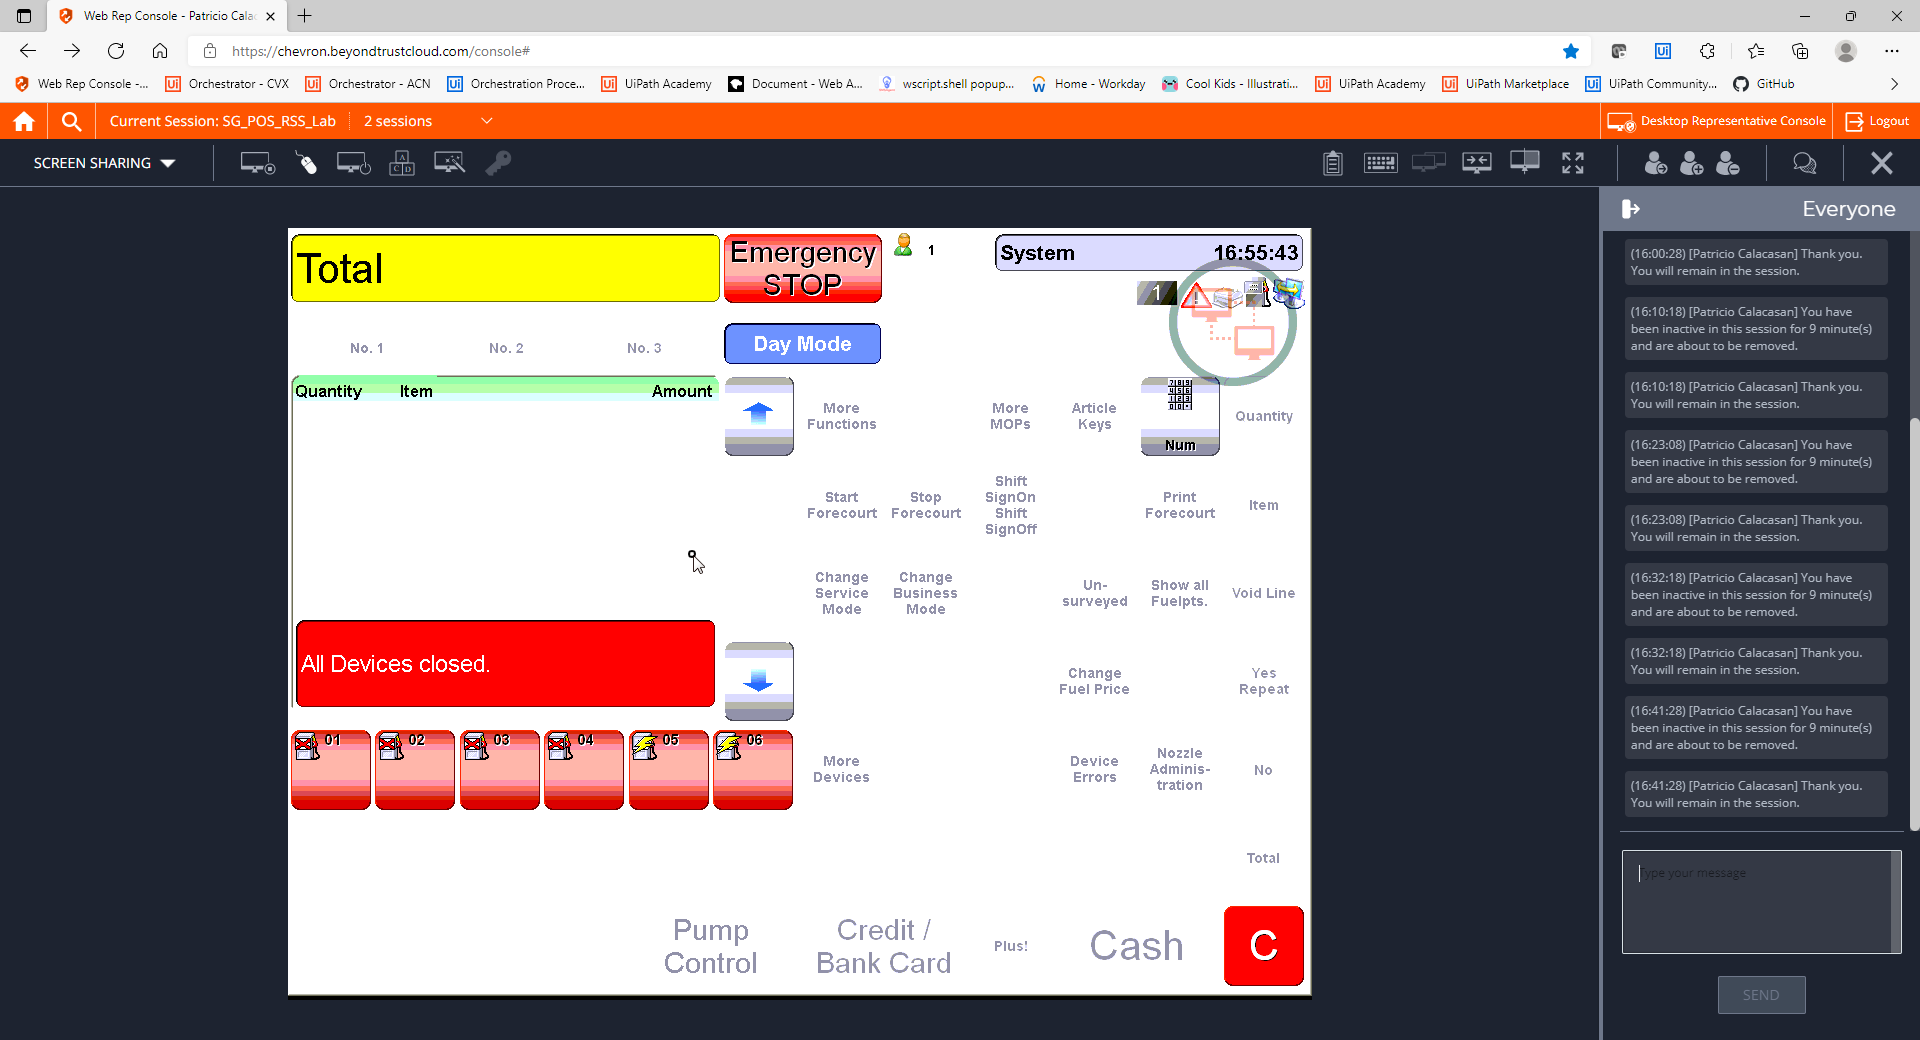 Web Rep Console - Patricio Cala
https://chevron.beyondtrustcloud.com/console#
Web Rep Console -...
Orchestrator - CVX
Orchestrator - ACN
Orchestration Proce...
UiPath Academy
Document - Web A...
wscript.shell popup...
Home - Workday
Cool Kids - Illustrati...
UiPath Academy
UiPath Marketplace
UiPath Community...
GitHub
Current Session: SG_POS_RSS_Lab
2 sessions
Desktop Representative Console
Logout
SCREEN SHARING
Everyone
Total
Emergency
STOP
1
System 16:55:43
1
No. 1
No. 2
No. 3
Day Mode
Quantity Item Amount
More
Functions
More
MOPs
Article
Keys
Num
Quantity
Start
Forecourt
Stop
Forecourt
Shift
SignOn
Shift
SignOff
Print
Forecourt
Item
Change
Service
Mode
Change
Business
Mode
Un-
surveyed
Show all
Fuelpts.
Void Line
All Devices closed.
Change
Fuel Price
Yes
Repeat
01
02
03
04
05
06
More
Devices
Device
Errors
Nozzle
Adminis-
tration
No
Total
Pump
Control
Credit /
Bank Card
Plus!
Cash
C
(16:00:28) [Patricio Calacasan] Thank you.
You will remain in the session.
(16:10:18) [Patricio Calacasan] You have
been inactive in this session for 9 minute(s)
and are about to be removed.
(16:10:18) [Patricio Calacasan] Thank you.
You will remain in the session.
(16:23:08) [Patricio Calacasan] You have
been inactive in this session for 9 minute(s)
and are about to be removed.
(16:23:08) [Patricio Calacasan] Thank you.
You will remain in the session.
(16:32:18) [Patricio Calacasan] You have
been inactive in this session for 9 minute(s)
and are about to be removed.
(16:32:18) [Patricio Calacasan] Thank you.
You will remain in the session.
(16:41:28) [Patricio Calacasan] You have
been inactive in this session for 9 minute(s)
and are about to be removed.
(16:41:28) [Patricio Calacasan] Thank you.
You will remain in the session.
Type your message
SEND